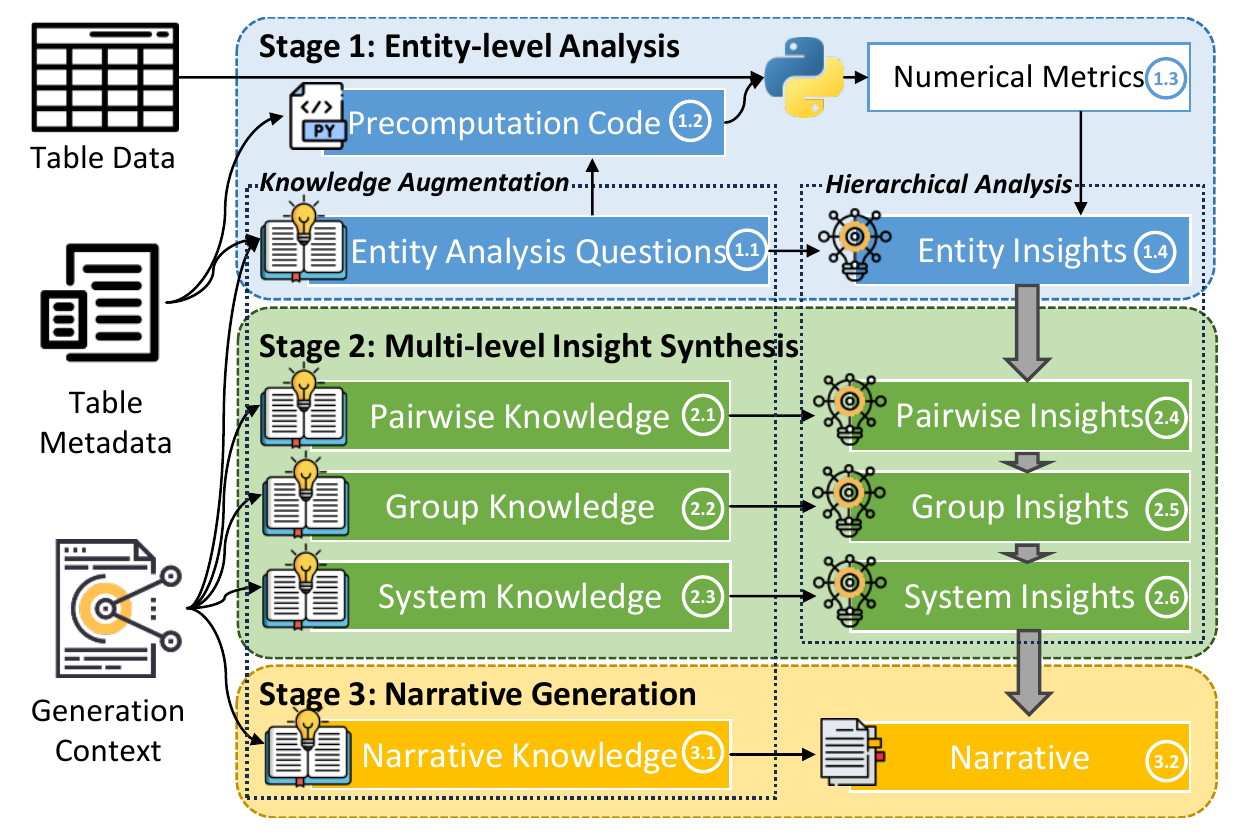 Stage 1: Entity-level Analysis
Table Data
</>
PY
Precomputation Code 1.2
Numerical Metrics 1.3
Knowledge Augmentation
Hierarchical Analysis
Entity Analysis Questions 1.1
Entity Insights 1.4
Table
Metadata
Stage 2: Multi-level Insight Synthesis
Pairwise Knowledge 2.1
Pairwise Insights 2.4
Group Knowledge 2.2
Group Insights 2.5
System Knowledge 2.3
System Insights 2.6
Generation
Context
Stage 3: Narrative Generation
Narrative Knowledge 3.1
Narrative 3.2